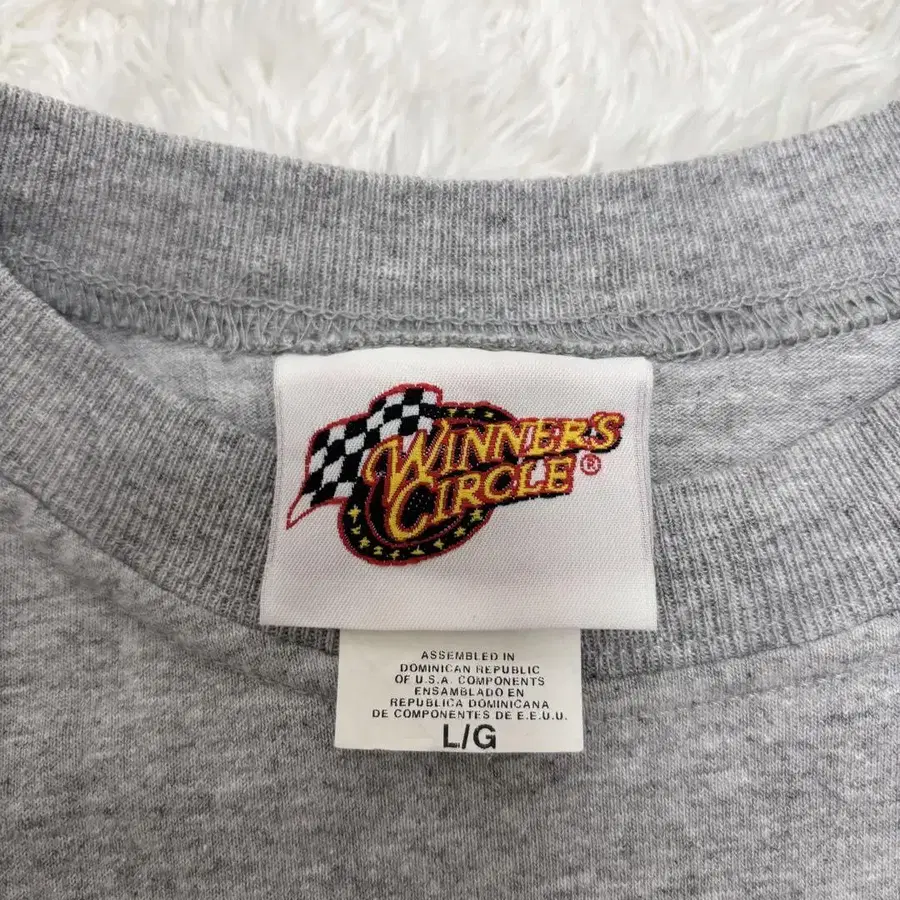 WINNER'S
CIRCLE®
ASSEMBLED IN
DOMINICAN REPUBLIC
OF U.S.A. COMPONENTS
ENSAMBLADO EN
REPUBLICA DOMINICANA
DE COMPONENTES DE E.E.U.U.
L/G